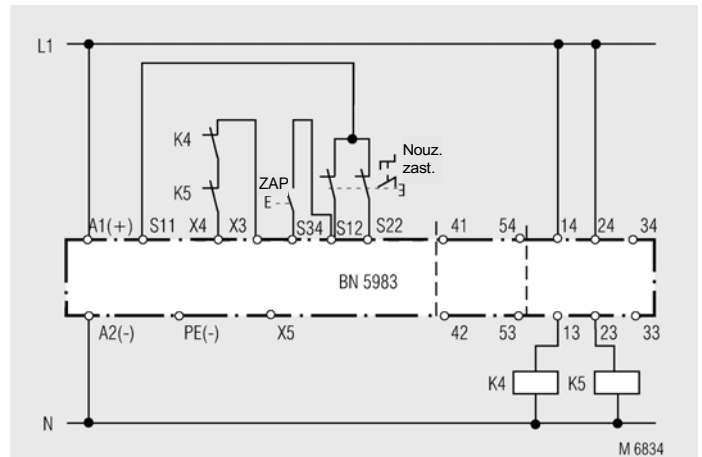 L1
K4
Nouz.
zast.
K5
ZAP
E
A1(+) S11 X4 X3 S34 S12 S22 41 54 14 24 34
BN 5983
A2(-) PE(-) X5 42 53 13 23 33
K4 K5
N
M 6834